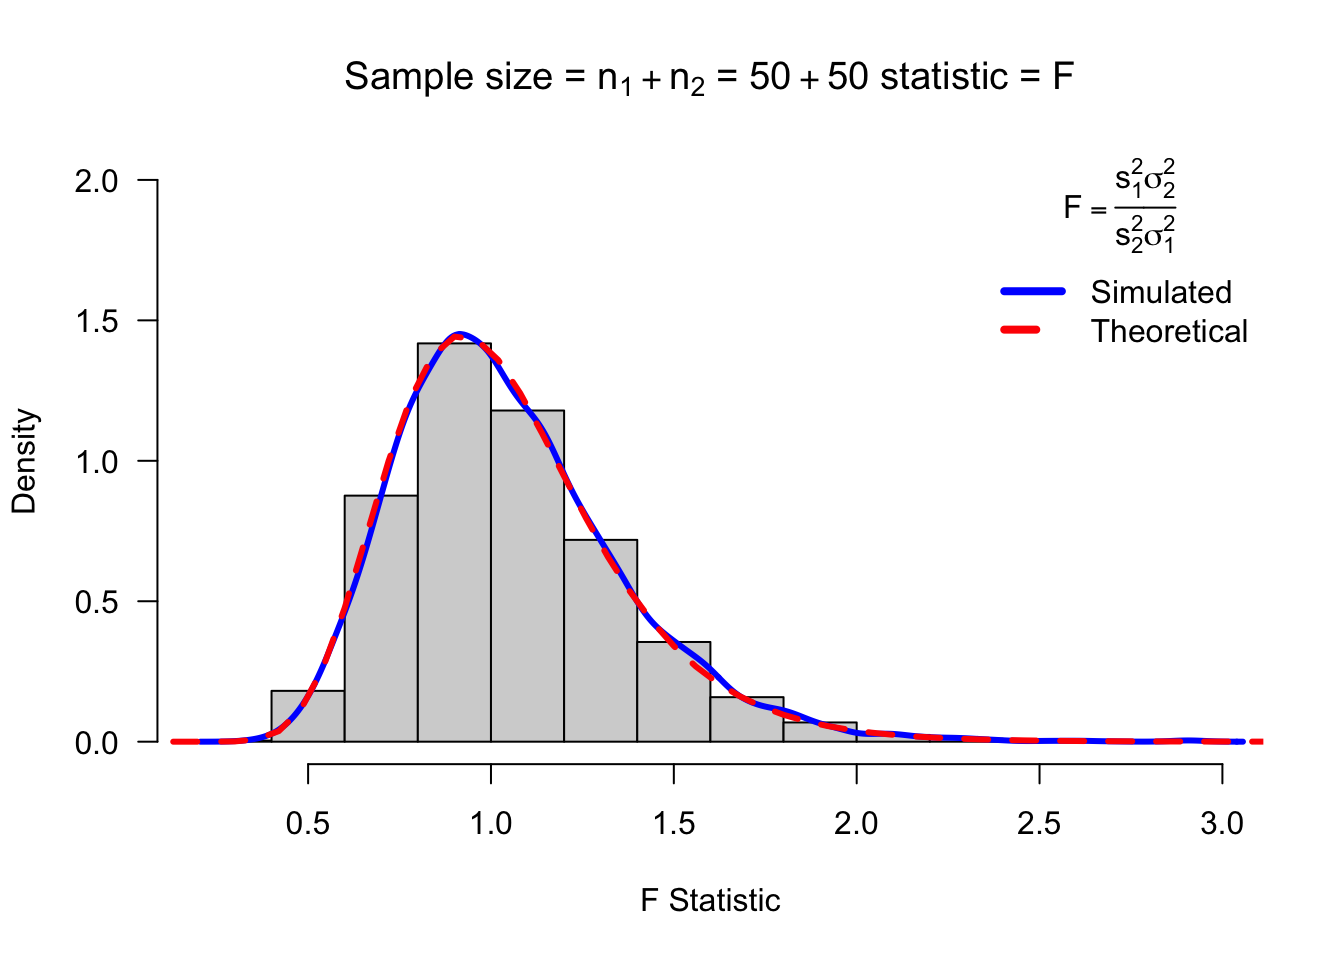 Sample size = n₁ + n₂ = 50 + 50 statistic = F
F = s₁²σ₂² / s₂²σ₁²
Simulated
Theoretical
Density
2.0
1.5
1.0
0.5
0.0
0.5 1.0 1.5 2.0 2.5 3.0
F Statistic